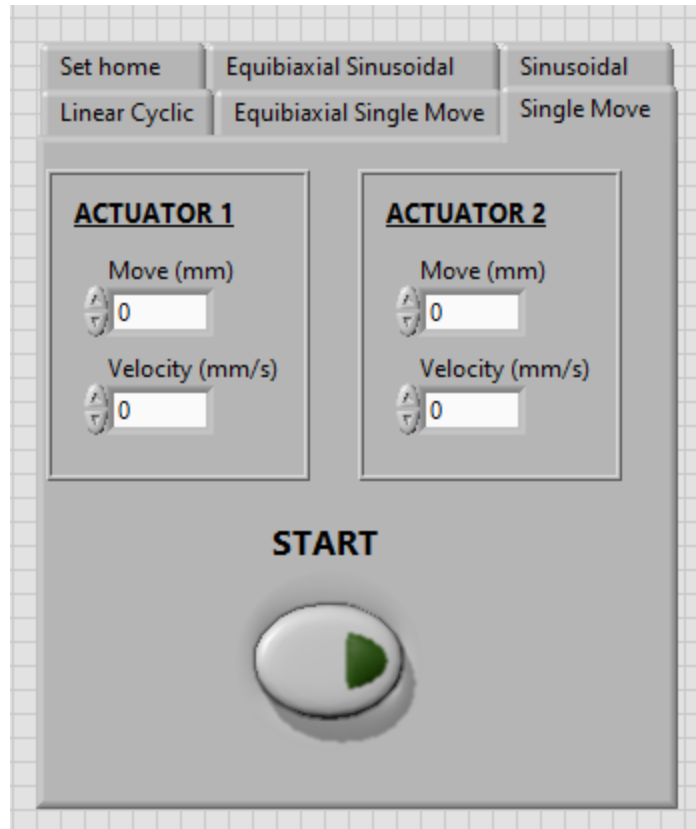 Set home Equibiaxial Sinusoidal Sinusoidal
Linear Cyclic Equibiaxial Single Move Single Move
ACTUATOR 1
Move (mm)
0
Velocity (mm/s)
0
ACTUATOR 2
Move (mm)
0
Velocity (mm/s)
0
START